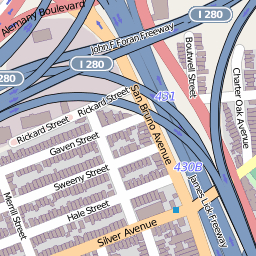 Alemany Boulevard
I 280
John F Foran Freeway
I 280
280
Boutwell Street
Charter Oak Avenue
Rickard Street
451
San Bruno Avenue
Rickard Street
Gaven Street
430B
Sweeny Street
James Lick Freeway
Merrill Street
Hale Street
Silver Avenue